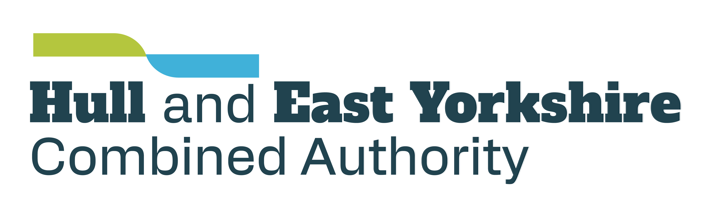 Hull and East Yorkshire
Combined Authority